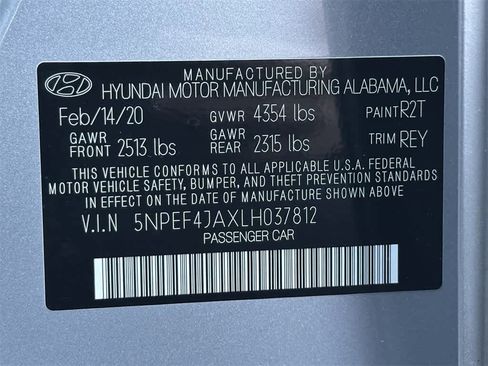 MANUFACTURED BY
HYUNDAI MOTOR MANUFACTURING ALABAMA, LLC
Feb/14/20 GVWR 4354 lbs PAINT R2T
GAWR FRONT 2513 lbs GAWR REAR 2315 lbs TRIM REY
THIS VEHICLE CONFORMS TO ALL APPLICABLE U.S.A. FEDERAL
MOTOR VEHICLE SAFETY, BUMPER, AND THEFT PREVENTION STANDARDS
IN EFFECT ON THE DATE OF MANUFACTURE SHOWN ABOVE.
V.I.N 5NPEF4JAXLH037812
PASSENGER CAR